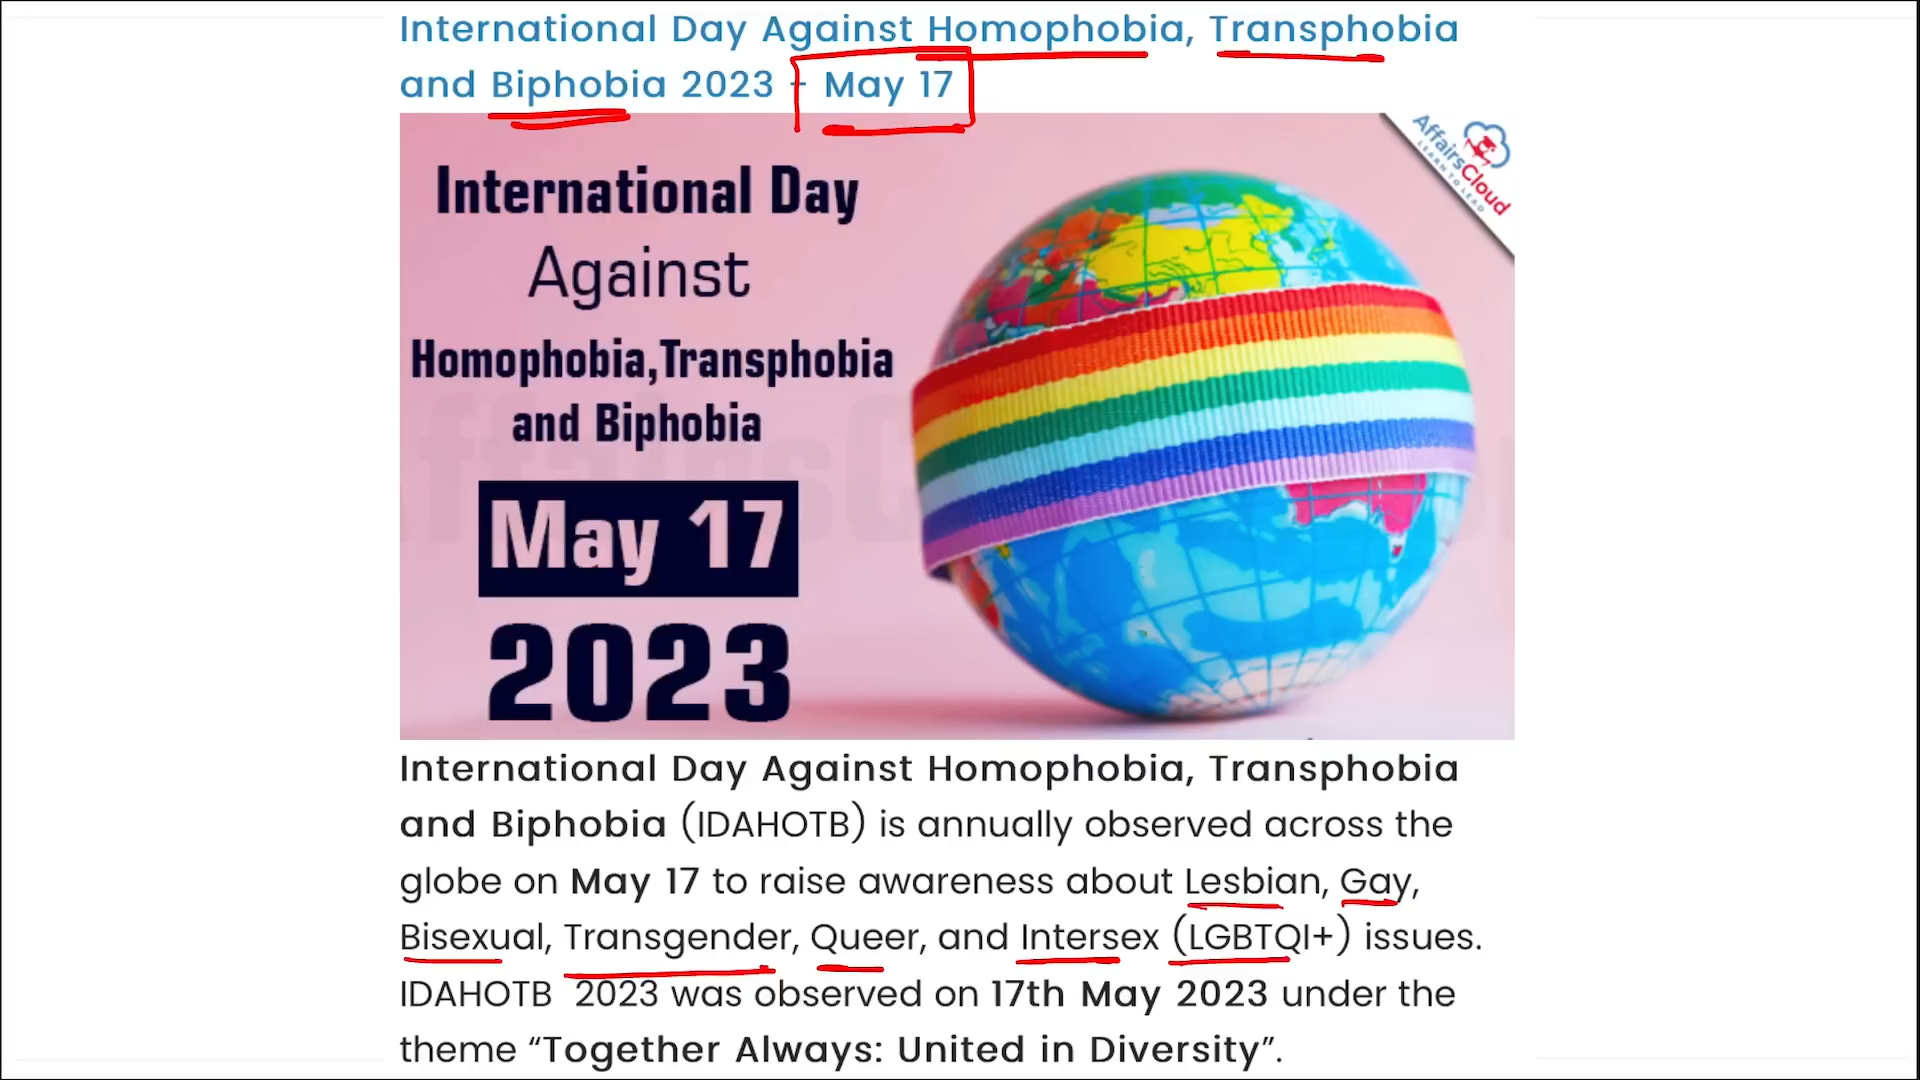 International Day Against Homophobia, Transphobia
and Biphobia 2023 - May 17
AffairsCloud
LEARN TO LEAD
International Day
Against
Homophobia,Transphobia
and Biphobia
May 17
2023
International Day Against Homophobia, Transphobia
and Biphobia (IDAHOTB) is annually observed across the
globe on May 17 to raise awareness about Lesbian, Gay,
Bisexual, Transgender, Queer, and Intersex (LGBTQI+) issues.
IDAHOTB 2023 was observed on 17th May 2023 under the
theme “Together Always: United in Diversity”.